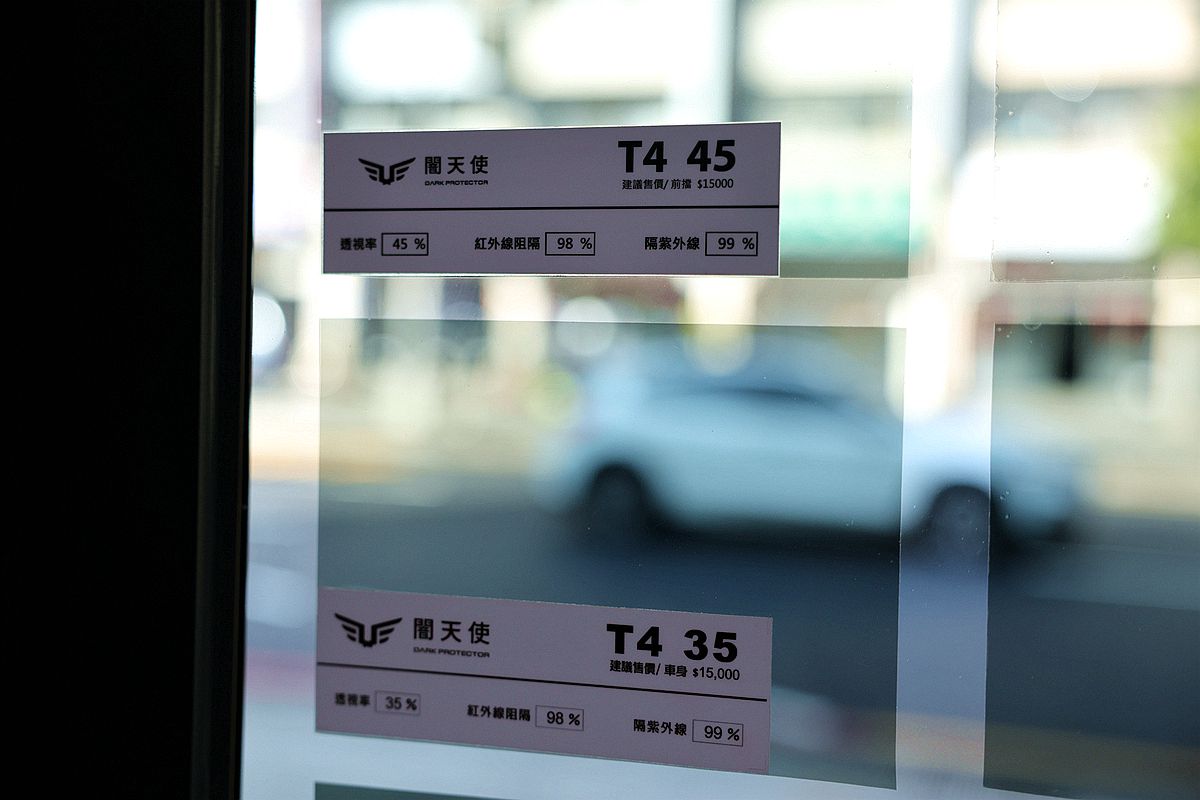 闇天使
DARK PROTECTOR
T4 45
建議售價/前擋 $15000
透視率 45 % 紅外線阻隔 98 % 隔紫外線 99 %
闇天使
DARK PROTECTOR
T4 35
建議售價/車身 $15,000
透視率 35 % 紅外線阻隔 98 % 隔紫外線 99 %